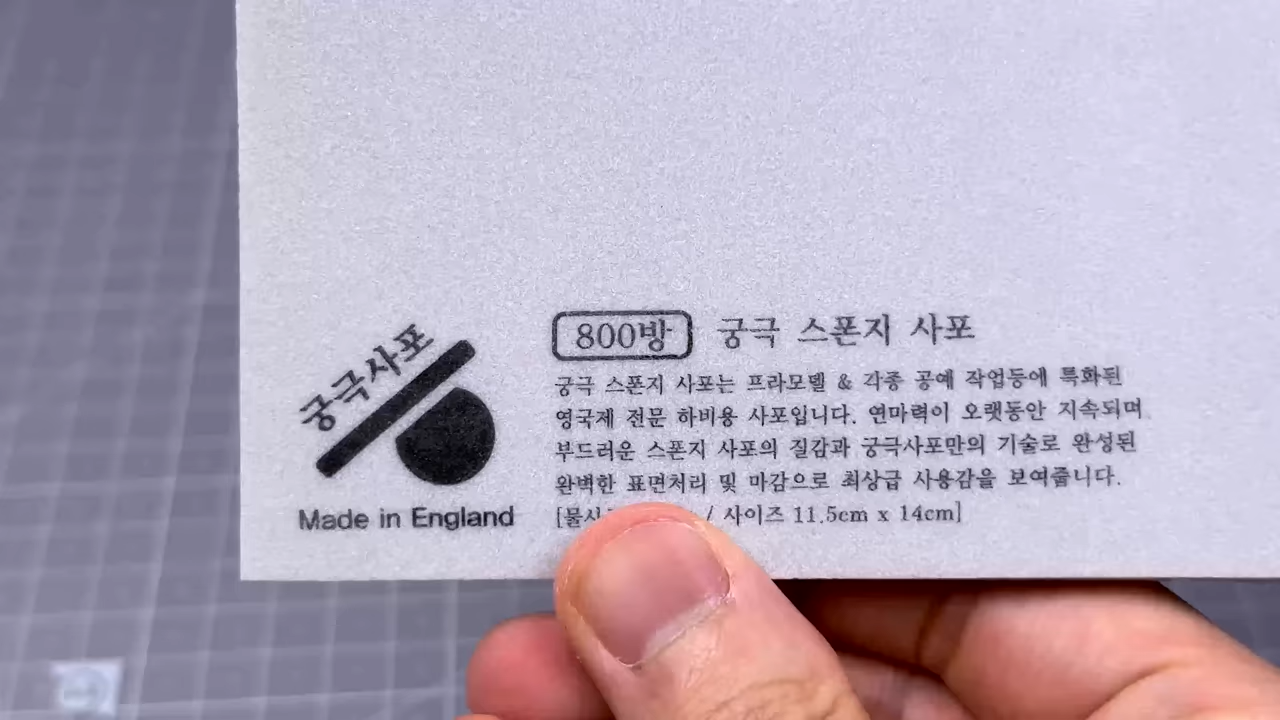 궁극사포
Made in England
800방 궁극 스폰지 사포
궁극 스폰지 사포는 프라모델 & 각종 공예 작업등에 특화된
영국제 전문 하비용 사포입니다. 연마력이 오랫동안 지속되며
부드러운 스폰지 사포의 질감과 궁극사포만의 기술로 완성된
완벽한 표면처리 및 마감으로 최상급 사용감을 보여줍니다.
/ 사이즈 11.5cm x 14cm]